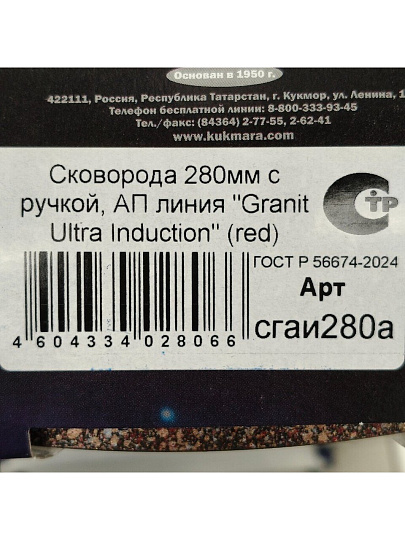 Основан в 1950 г.
422111, Россия, Республика Татарстан, г. Кукмор, ул. Ленина, 1
Телефон бесплатной линии: 8-800-333-93-45
Тел./факс: (84364) 2-77-55, 2-62-41
www.kukmara.com
Сковорода 280мм с
ручкой, АП линия "Granit
Ultra Induction" (red)
СТР
ГОСТ Р 56674-2024
Арт
сгаи280а
4 604334 028066